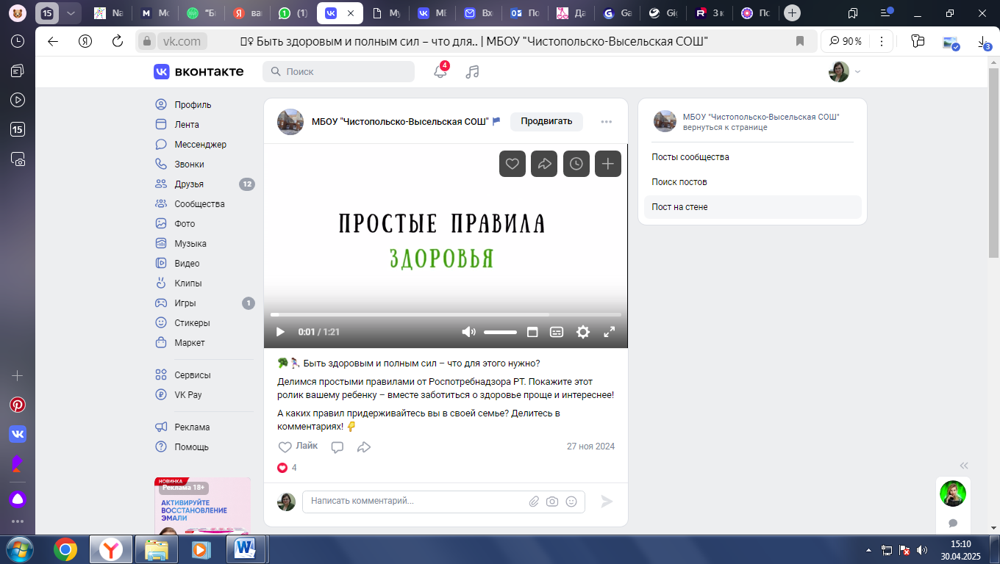 15
Na
М
Мс
"Б
Я
ва
(1)
Му
МЕ
Вх
По
Да
Ga
Gi
З к
По
vk.com
Быть здоровым и полным сил – что для.. | МБОУ "Чистопольско-Высельская СОШ"
90 %
3
15
вконтакте
Поиск
4
Профиль
Лента
Мессенджер
Звонки
Друзья 12
Сообщества
Фото
Музыка
Видео
Клипы
Игры 1
Стикеры
Маркет
Сервисы
VK Pay
Реклама
Помощь
НОВИНКА
Реклама 18+
АКТИВИРУЙТЕ
ВОССТАНОВЛЕНИЕ
ЭМАЛИ
МБОУ "Чистопольско-Высельская СОШ"
Продвигать
ПРОСТЫЕ ПРАВИЛА
ЗДОРОВЬЯ
0:01 / 1:21
Быть здоровым и полным сил – что для этого нужно?
Делимся простыми правилами от Роспотребнадзора РТ. Покажите этот
ролик вашему ребенку – вместе заботиться о здоровье проще и интереснее!
А каких правил придерживайтесь вы в своей семье? Делитесь в
комментариях!
Лайк
27 ноя 2024
4
Написать комментарий...
МБОУ "Чистопольско-Высельская СОШ"
вернуться к странице
Посты сообщества
Поиск постов
Пост на стене
15:10
30.04.2025